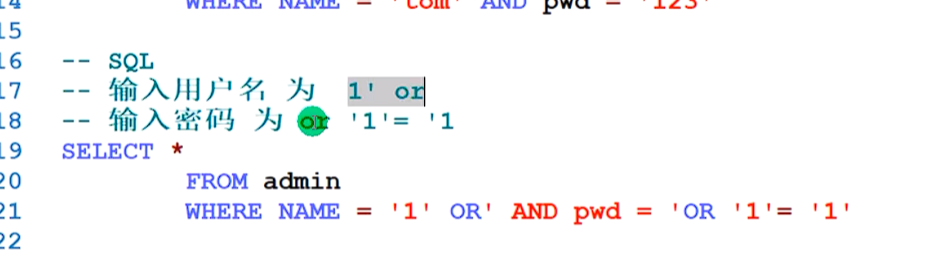 14 WHERE NAME = 'tom' AND pwd = '123'
15
16 -- SQL
17 -- 输入用户名 为 1' or
18 -- 输入密码 为 or '1'= '1
19 SELECT *
20 FROM admin
21 WHERE NAME = '1' OR' AND pwd = 'OR '1'= '1'
22